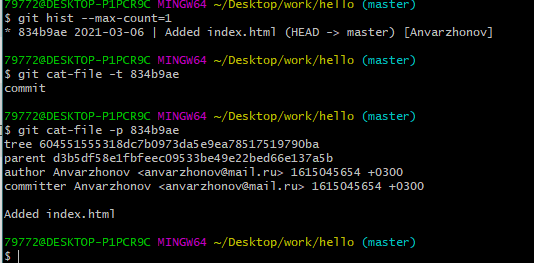 79772@DESKTOP-P1PCR9C MINGW64 ~/Desktop/work/hello (master)
$ git hist --max-count=1
* 834b9ae 2021-03-06 | Added index.html (HEAD -> master) [Anvarzhonov]

79772@DESKTOP-P1PCR9C MINGW64 ~/Desktop/work/hello (master)
$ git cat-file -t 834b9ae
commit

79772@DESKTOP-P1PCR9C MINGW64 ~/Desktop/work/hello (master)
$ git cat-file -p 834b9ae
tree 604551555318dc7b0973da5e9ea78517519790ba
parent d3b5df58e1fbfeec09533be49e22bed66e137a5b
author Anvarzhonov <anvarzhonov@mail.ru> 1615045654 +0300
committer Anvarzhonov <anvarzhonov@mail.ru> 1615045654 +0300

Added index.html

79772@DESKTOP-P1PCR9C MINGW64 ~/Desktop/work/hello (master)
$